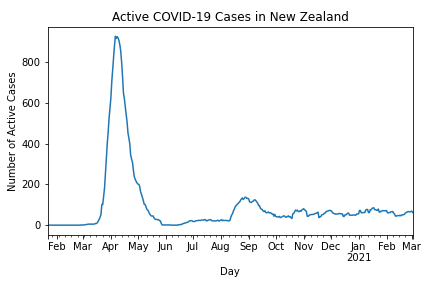 Active COVID-19 Cases in New Zealand
Number of Active Cases
800
600
400
200
0
Feb Mar Apr May Jun Jul Aug Sep Oct Nov Dec Jan Feb Mar
2021
Day